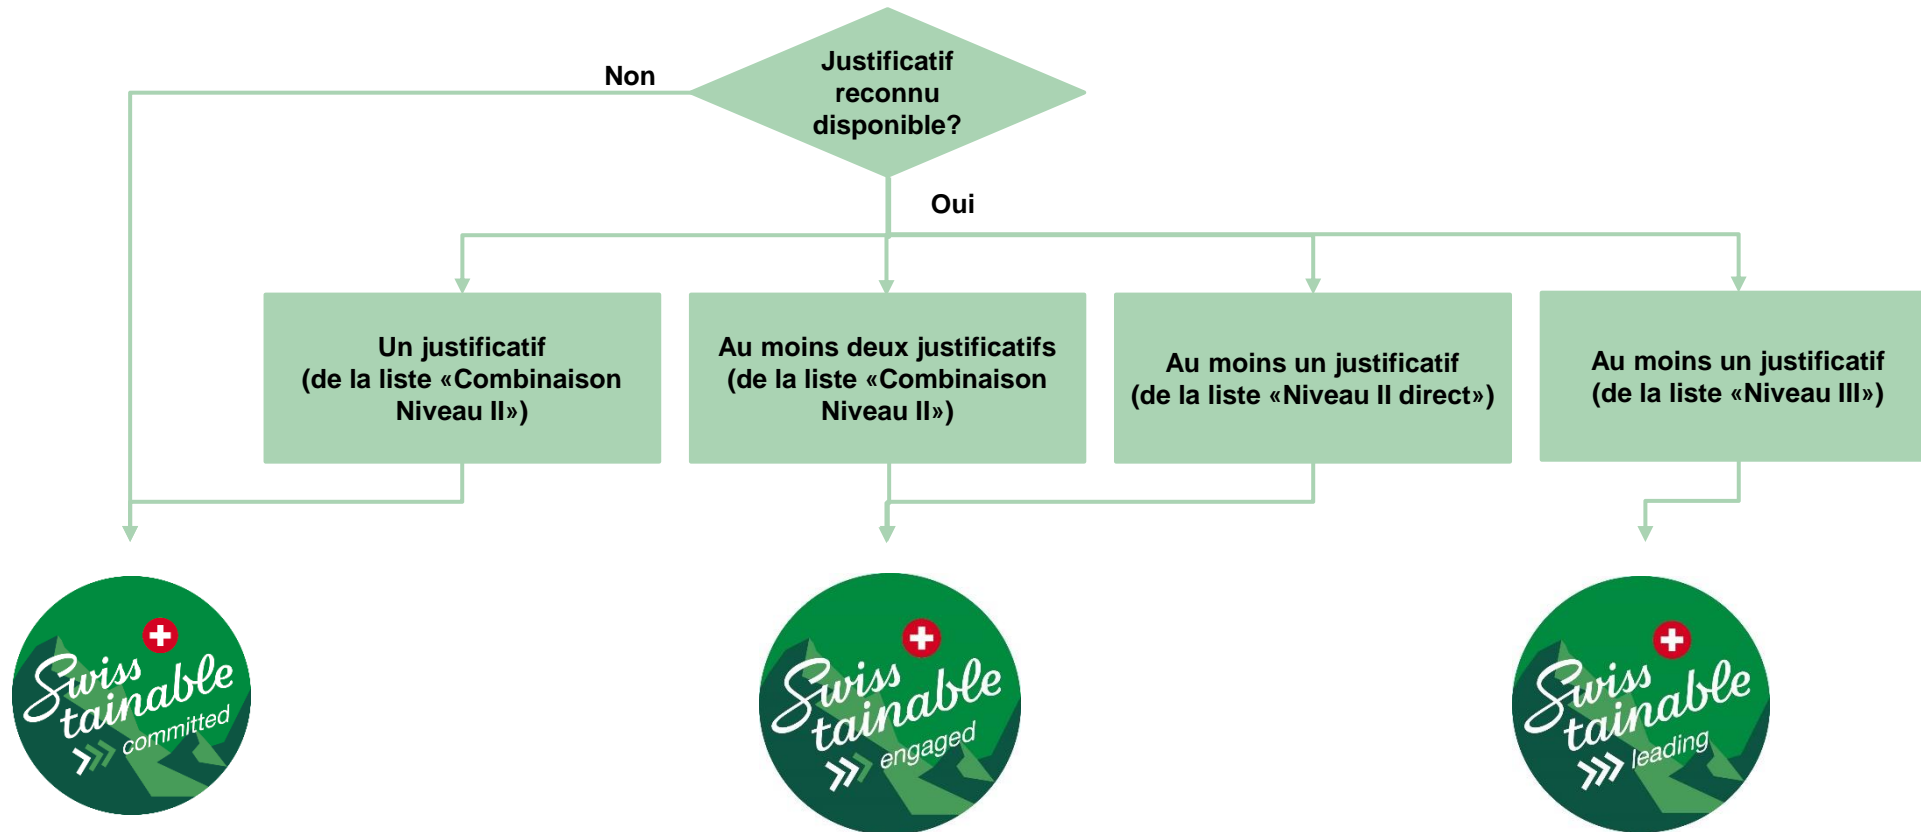 Justificatif
reconnu
disponible?
Non
Oui
Un justificatif
(de la liste «Combinaison
Niveau II»)
Au moins deux justificatifs
(de la liste «Combinaison
Niveau II»)
Au moins un justificatif
(de la liste «Niveau II direct»)
Au moins un justificatif
(de la liste «Niveau III»)
Swiss
tainable
committed
Swiss
tainable
engaged
Swiss
tainable
leading